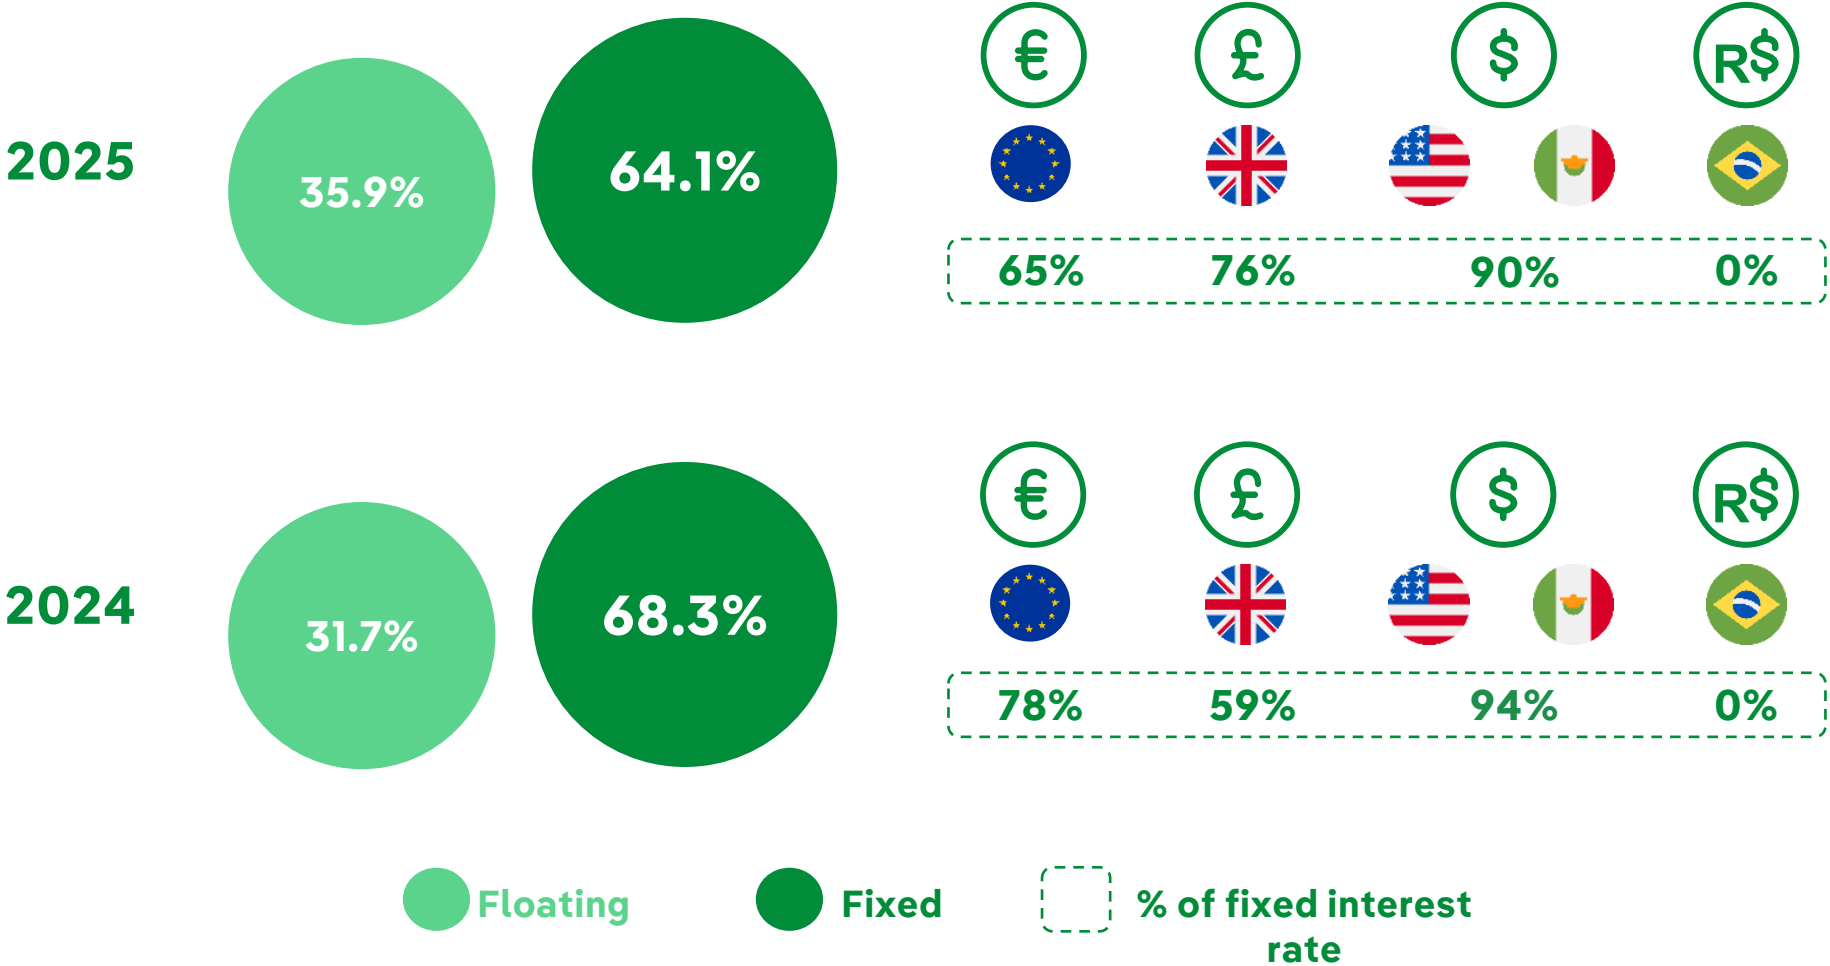 € £ $ R$
2025 35.9% 64.1%
65% 76% 90% 0%
€ £ $ R$
2024 31.7% 68.3%
78% 59% 94% 0%
Floating Fixed % of fixed interest
rate